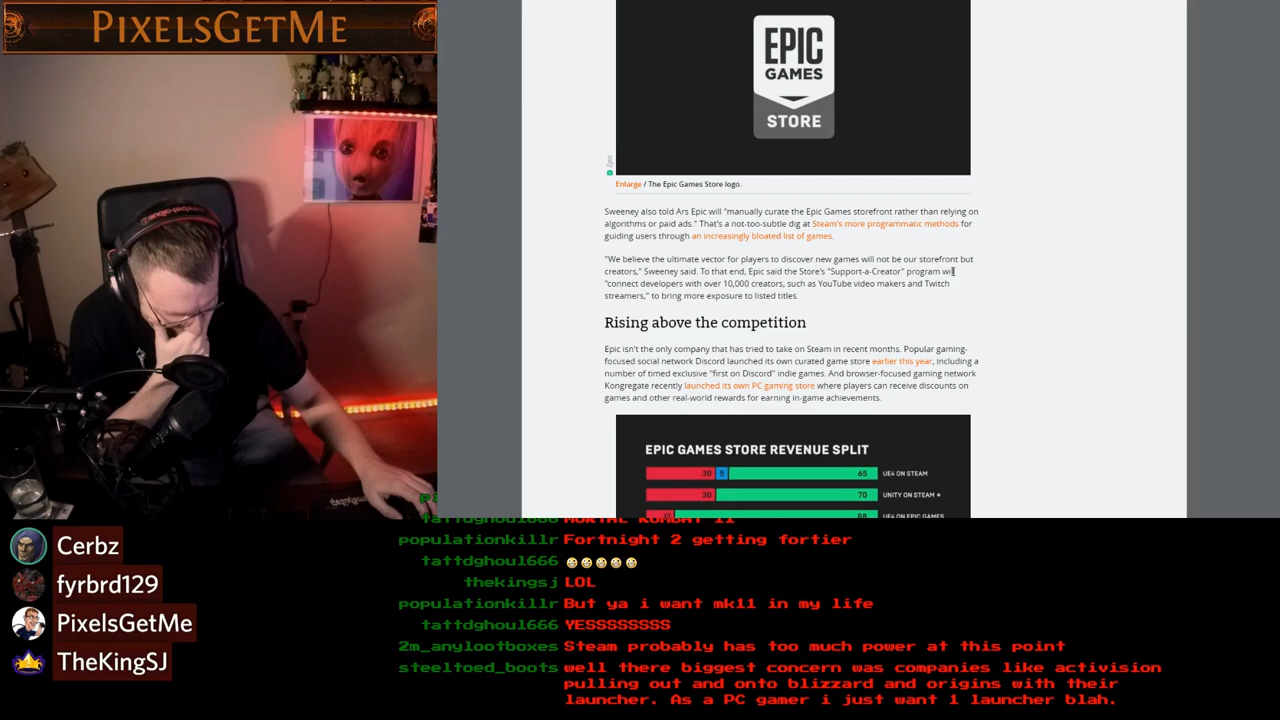 PIXELSGETME
EPIC
GAMES
STORE
Epic
Enlarge / The Epic Games Store logo.
Sweeney also told Ars Epic will "manually curate the Epic Games storefront rather than relying on
algorithms or paid ads." That's a not-too-subtle dig at Steam's more programmatic methods for
guiding users through an increasingly bloated list of games.
"We believe the ultimate vector for players to discover new games will not be our storefront but
creators," Sweeney said. To that end, Epic said the Store's "Support-a-Creator" program will
"connect developers with over 10,000 creators, such as YouTube video makers and Twitch
streamers," to bring more exposure to listed titles.
Rising above the competition
Epic isn't the only company that has tried to take on Steam in recent months. Popular gaming-
focused social network Discord launched its own curated game store earlier this year, including a
number of timed exclusive "first on Discord" indie games. And browser-focused gaming network
Kongregate recently launched its own PC gaming store where players can receive discounts on
games and other real-world rewards for earning in-game achievements.
EPIC GAMES STORE REVENUE SPLIT
30 5 65 UE4 ON STEAM
30 70 UNITY ON STEAM *
12 88 UE4 ON EPIC GAMES
tattdghoul666 MORTAL KOMBAT 11
populationkillr Fortnight 2 getting fortier
tattdghoul666
thekingsj LOL
populationkillr But ya i want mk11 in my life
tattdghoul666 YESSSSSSSS
2m_anylootboxes Steam probably has too much power at this point
steeltoed_boots well there biggest concern was companies like activision
pulling out and onto blizzard and origins with their
launcher. As a PC gamer i just want 1 launcher blah.
Cerbz
fyrbrd129
PixelsGetMe
TheKingSJ